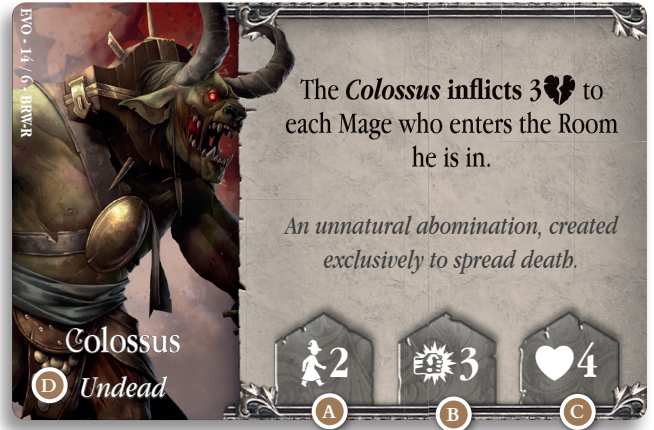 EVO • 14 / 6 - BRW-R
The Colossus inflicts 3 to
each Mage who enters the Room
he is in.
An unnatural abomination, created
exclusively to spread death.
Colossus
D Undead
2
3
4
A
B
C